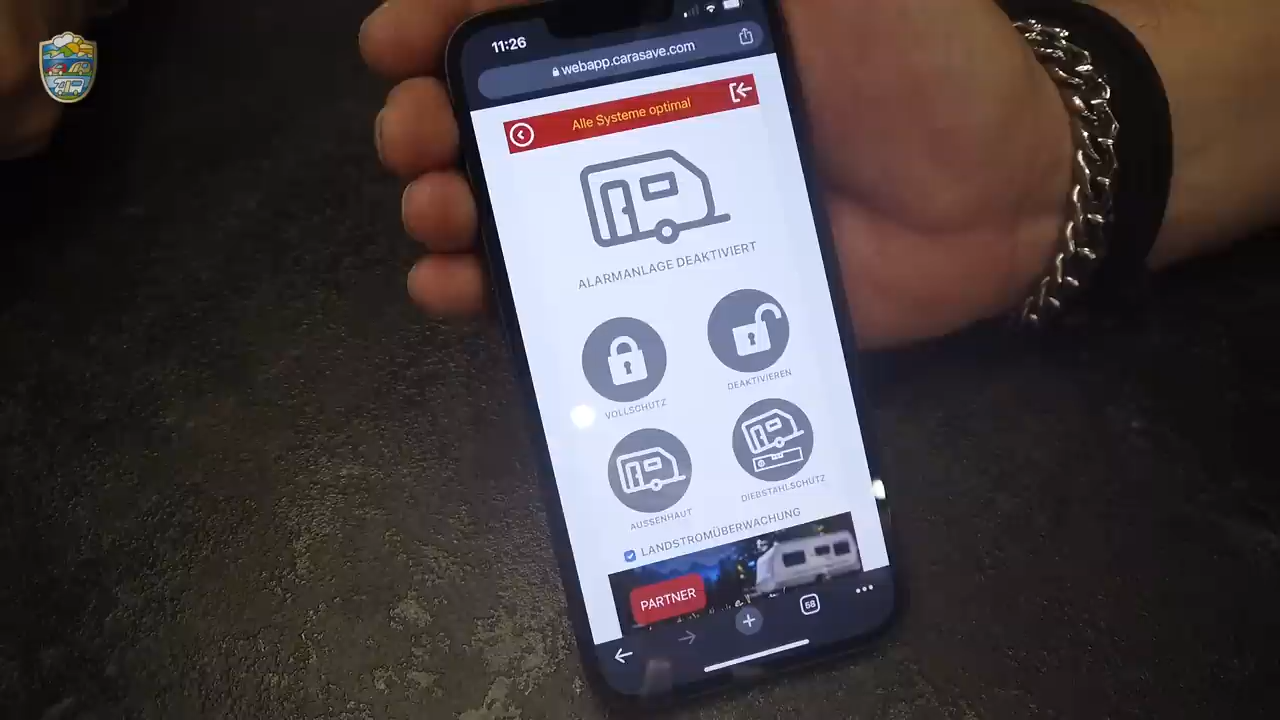 11:26
webapp.carasave.com
Alle Systeme optimal
ALARMANLAGE DEAKTIVIERT
VOLLSCHUTZ
DEAKTIVIEREN
AUSSENHAUT
DIEBSTAHLSCHUTZ
LANDSTROMÜBERWACHUNG
PARTNER
58